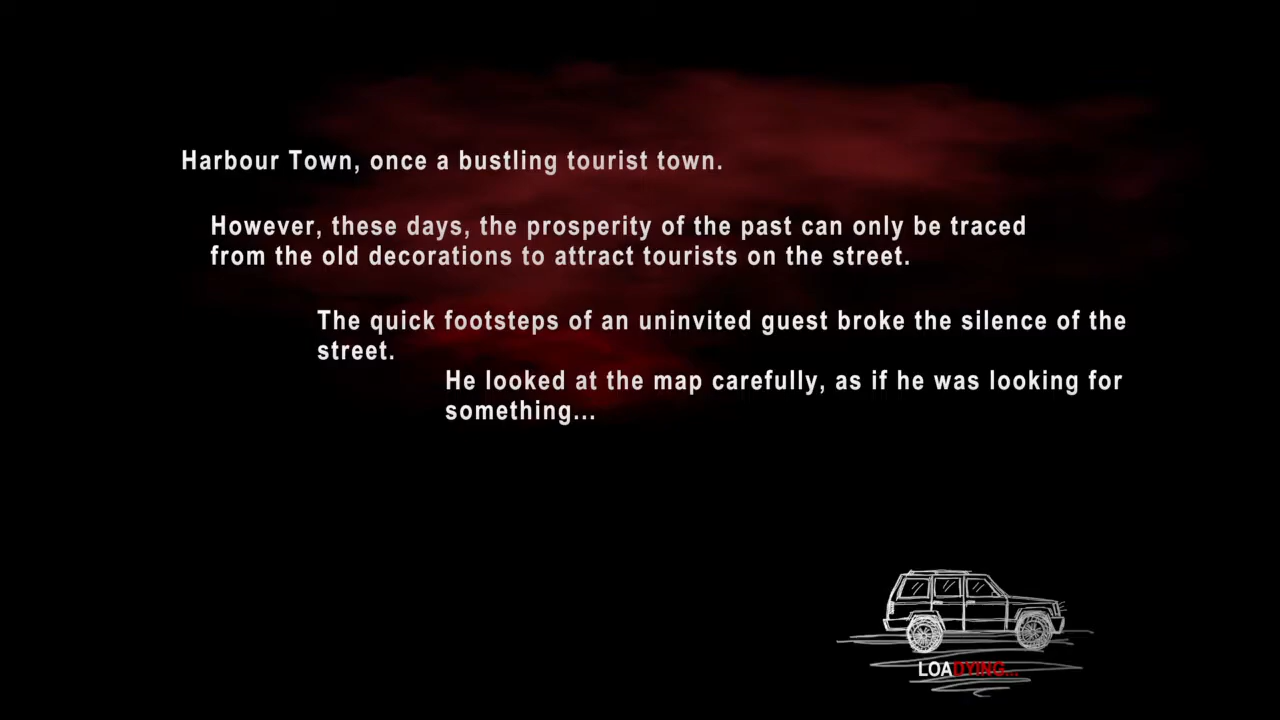 Harbour Town, once a bustling tourist town.
However, these days, the prosperity of the past can only be traced
from the old decorations to attract tourists on the street.
The quick footsteps of an uninvited guest broke the silence of the
street.
He looked at the map carefully, as if he was looking for
something...
LOADYING...